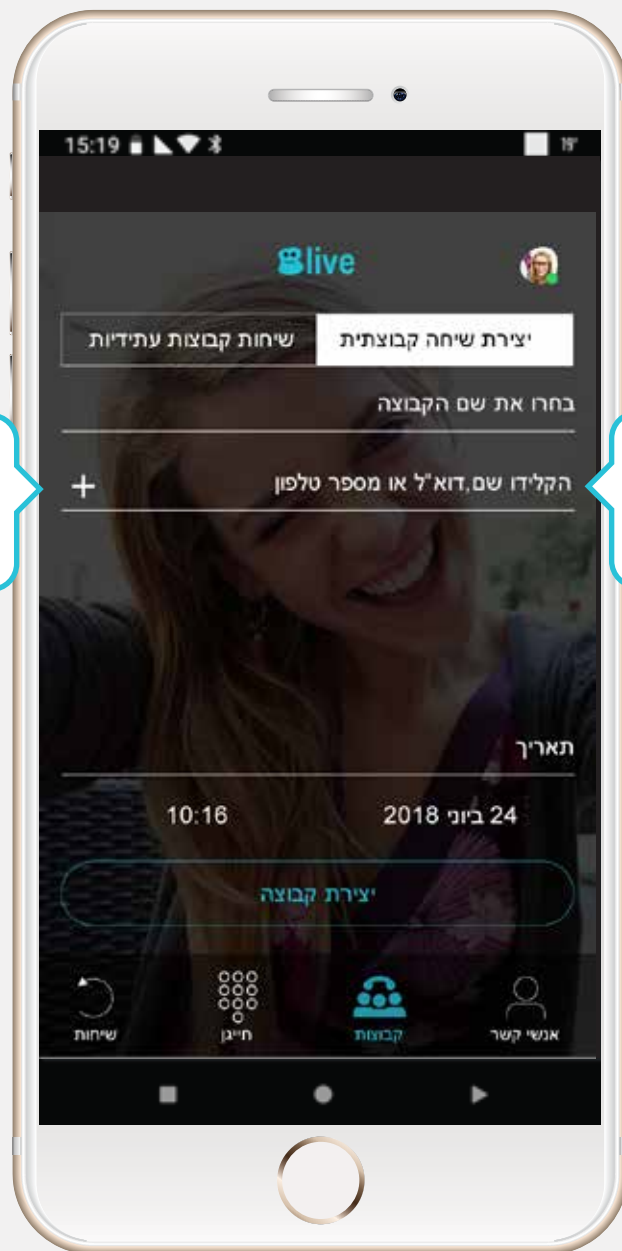 15:19
live
יצירת שיחה קבוצתית
שיחות קבוצות עתידיות
בחרו את שם הקבוצה
הקלידו שם,דוא"ל או מספר טלפון +
תאריך
24 ביוני 2018 10:16
יצירת קבוצה
אנשי קשר
קבוצות
חייגן
שיחות